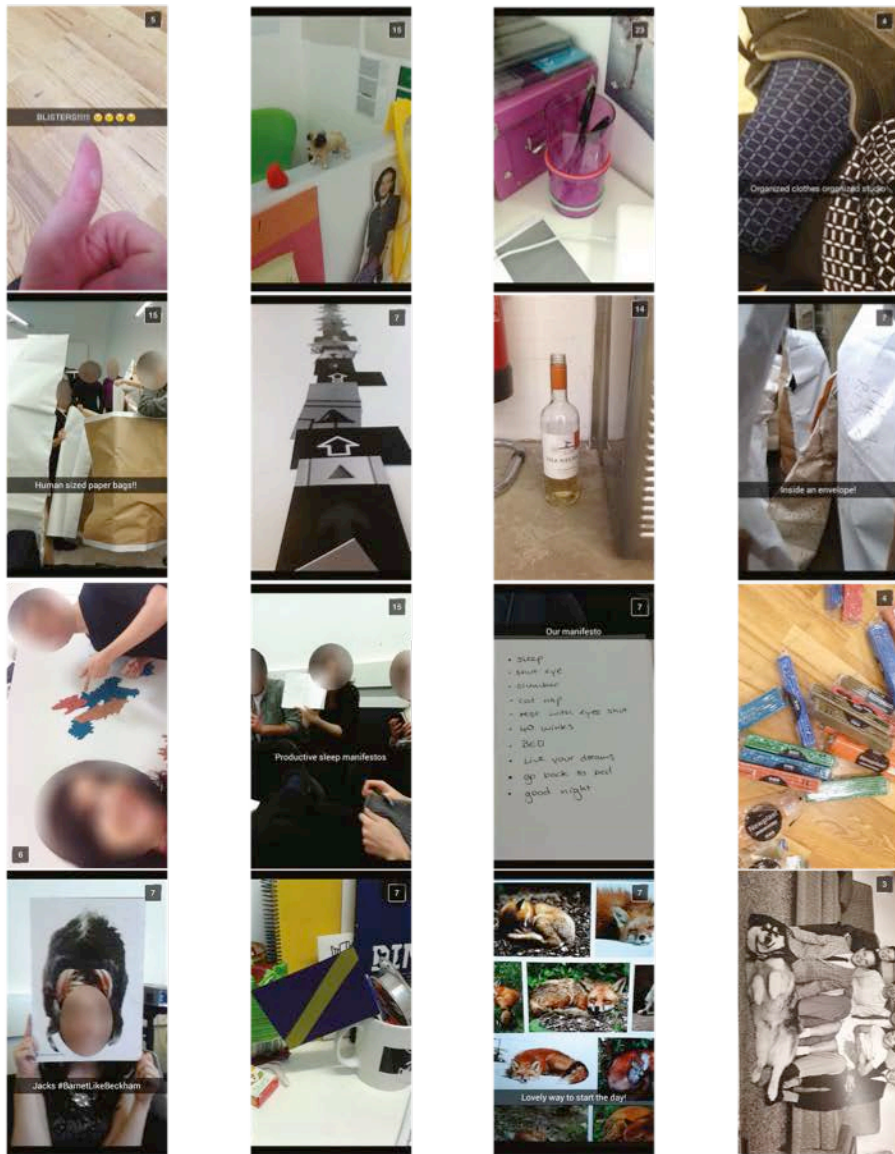 5
BLISTERS!!!!! 😢 😢 😢 😢
15
23
4
Organized clothes organized studio
15
Human sized paper bags!!
7
14
7
Inside an envelope!
6
15
Productive sleep manifestos
7
Our manifesto
• sleep
• shut eye
• slumber
• cat nap
• rest with eyes shut
• 40 winks
• BED
• Live your dreams
• go back to bed
• good night
4
7
Jacks #BarnetLikeBeckham
7
7
Lovely way to start the day!
3